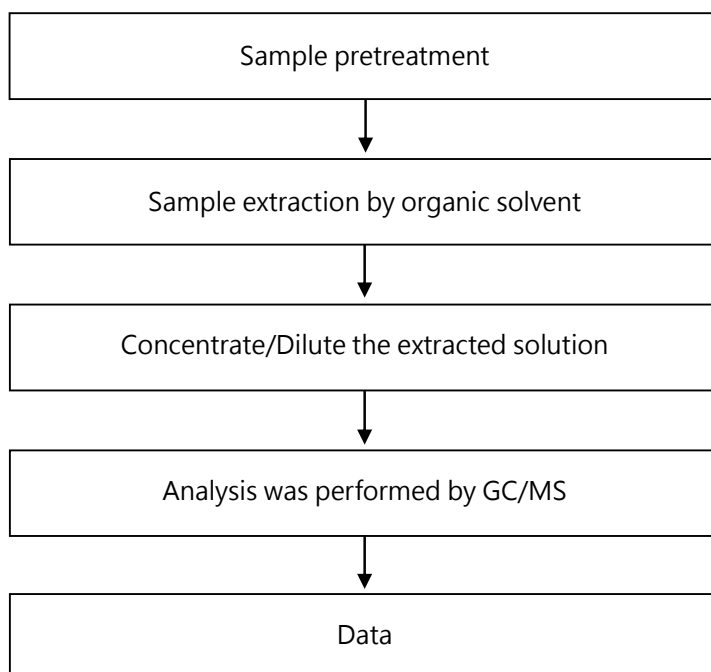 Sample pretreatment
Sample extraction by organic solvent
Concentrate/Dilute the extracted solution
Analysis was performed by GC/MS
Data